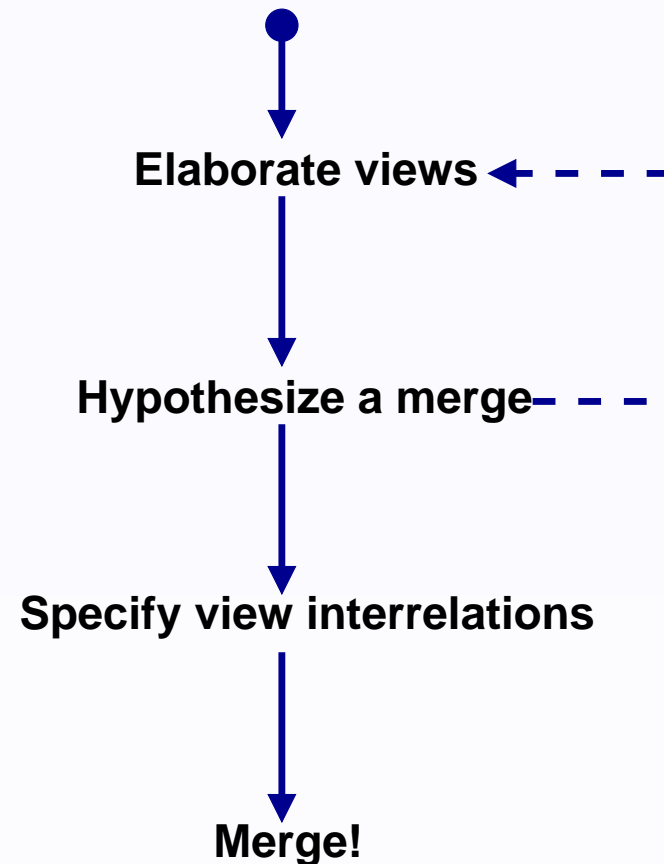 Elaborate views
Hypothesize a merge
Specify view interrelations
Merge!